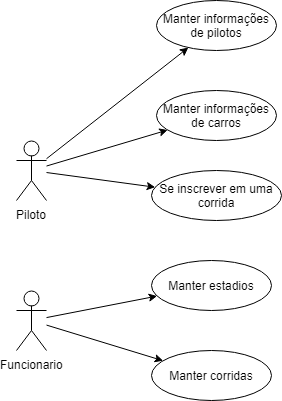 Manter informações
de pilotos
Manter informações
de carros
Se inscrever em uma
corrida
Piloto
Manter estadios
Manter corridas
Funcionario